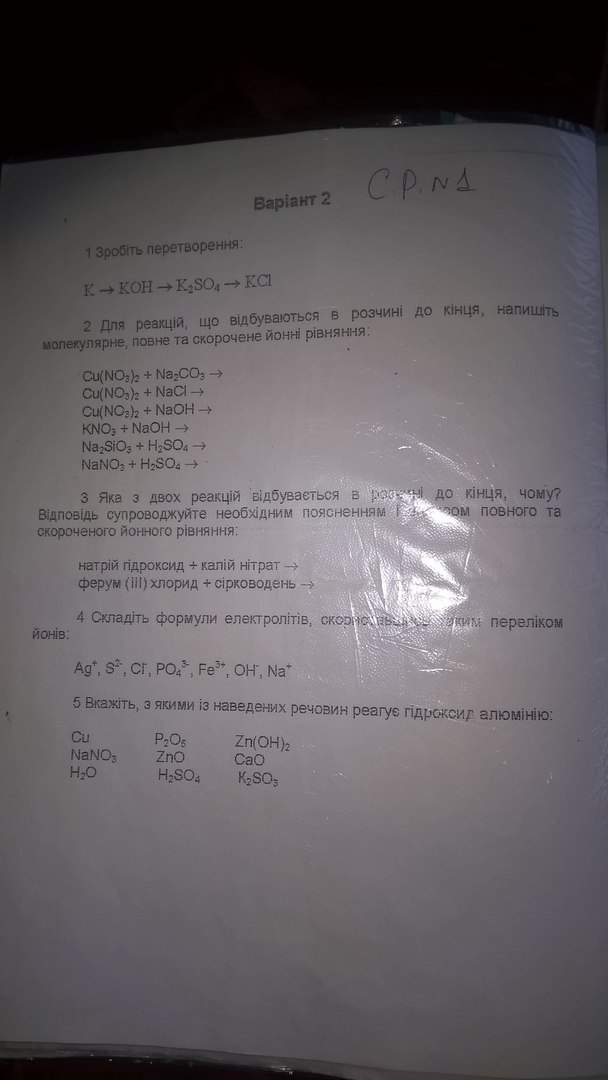 Варіант 2 С.Р. N 1
1 Зробіть перетворення:
K → KOH → K₂SO₄ → KCl
2 Для реакцій, що відбуваються в розчині до кінця, напишіть
молекулярне, повне та скорочене йонні рівняння:
Cu(NO₃)₂ + Na₂CO₃ →
Cu(NO₃)₂ + NaCl →
Cu(NO₃)₂ + NaOH →
KNO₃ + NaOH →
Na₂SiO₃ + H₂SO₄ →
NaNO₃ + H₂SO₄ →
3 Яка з двох реакцій відбувається в розчині до кінця, чому?
Відповідь супроводжуйте необхідним поясненням і повного та
скороченого йонного рівняння:
натрій гідроксид + калій нітрат →
ферум (III) хлорид + сірководень →
4 Складіть формули електролітів, переліком
йонів:
Ag⁺, S²⁻, Cl⁻, PO₄³⁻, Fe³⁺, OH⁻, Na⁺
5 Вкажіть, з якими із наведених речовин реагує гідроксид алюмінію:
Cu P₂O₅ Zn(OH)₂
NaNO₃ ZnO CaO
H₂O H₂SO₄ K₂SO₃